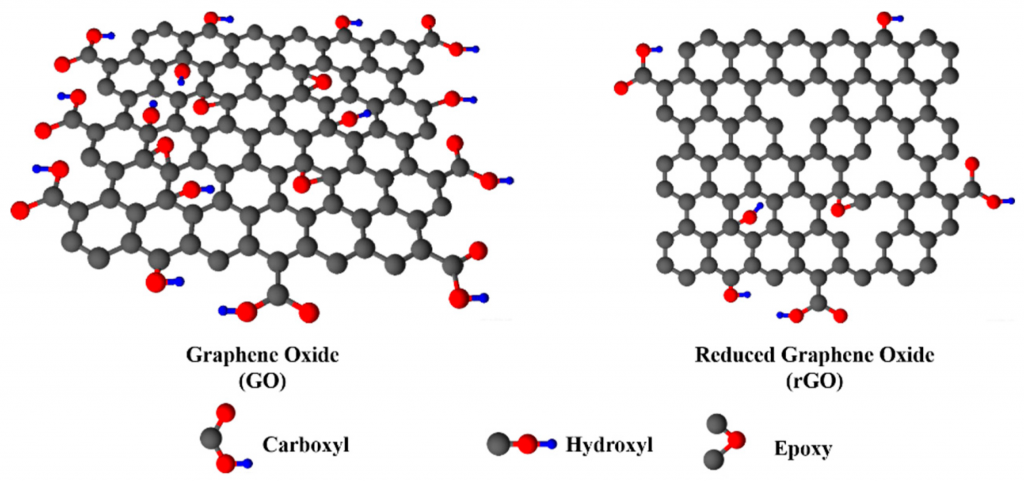 Graphene Oxide
(GO)
Reduced Graphene Oxide
(rGO)
Carboxyl
Hydroxyl
Epoxy